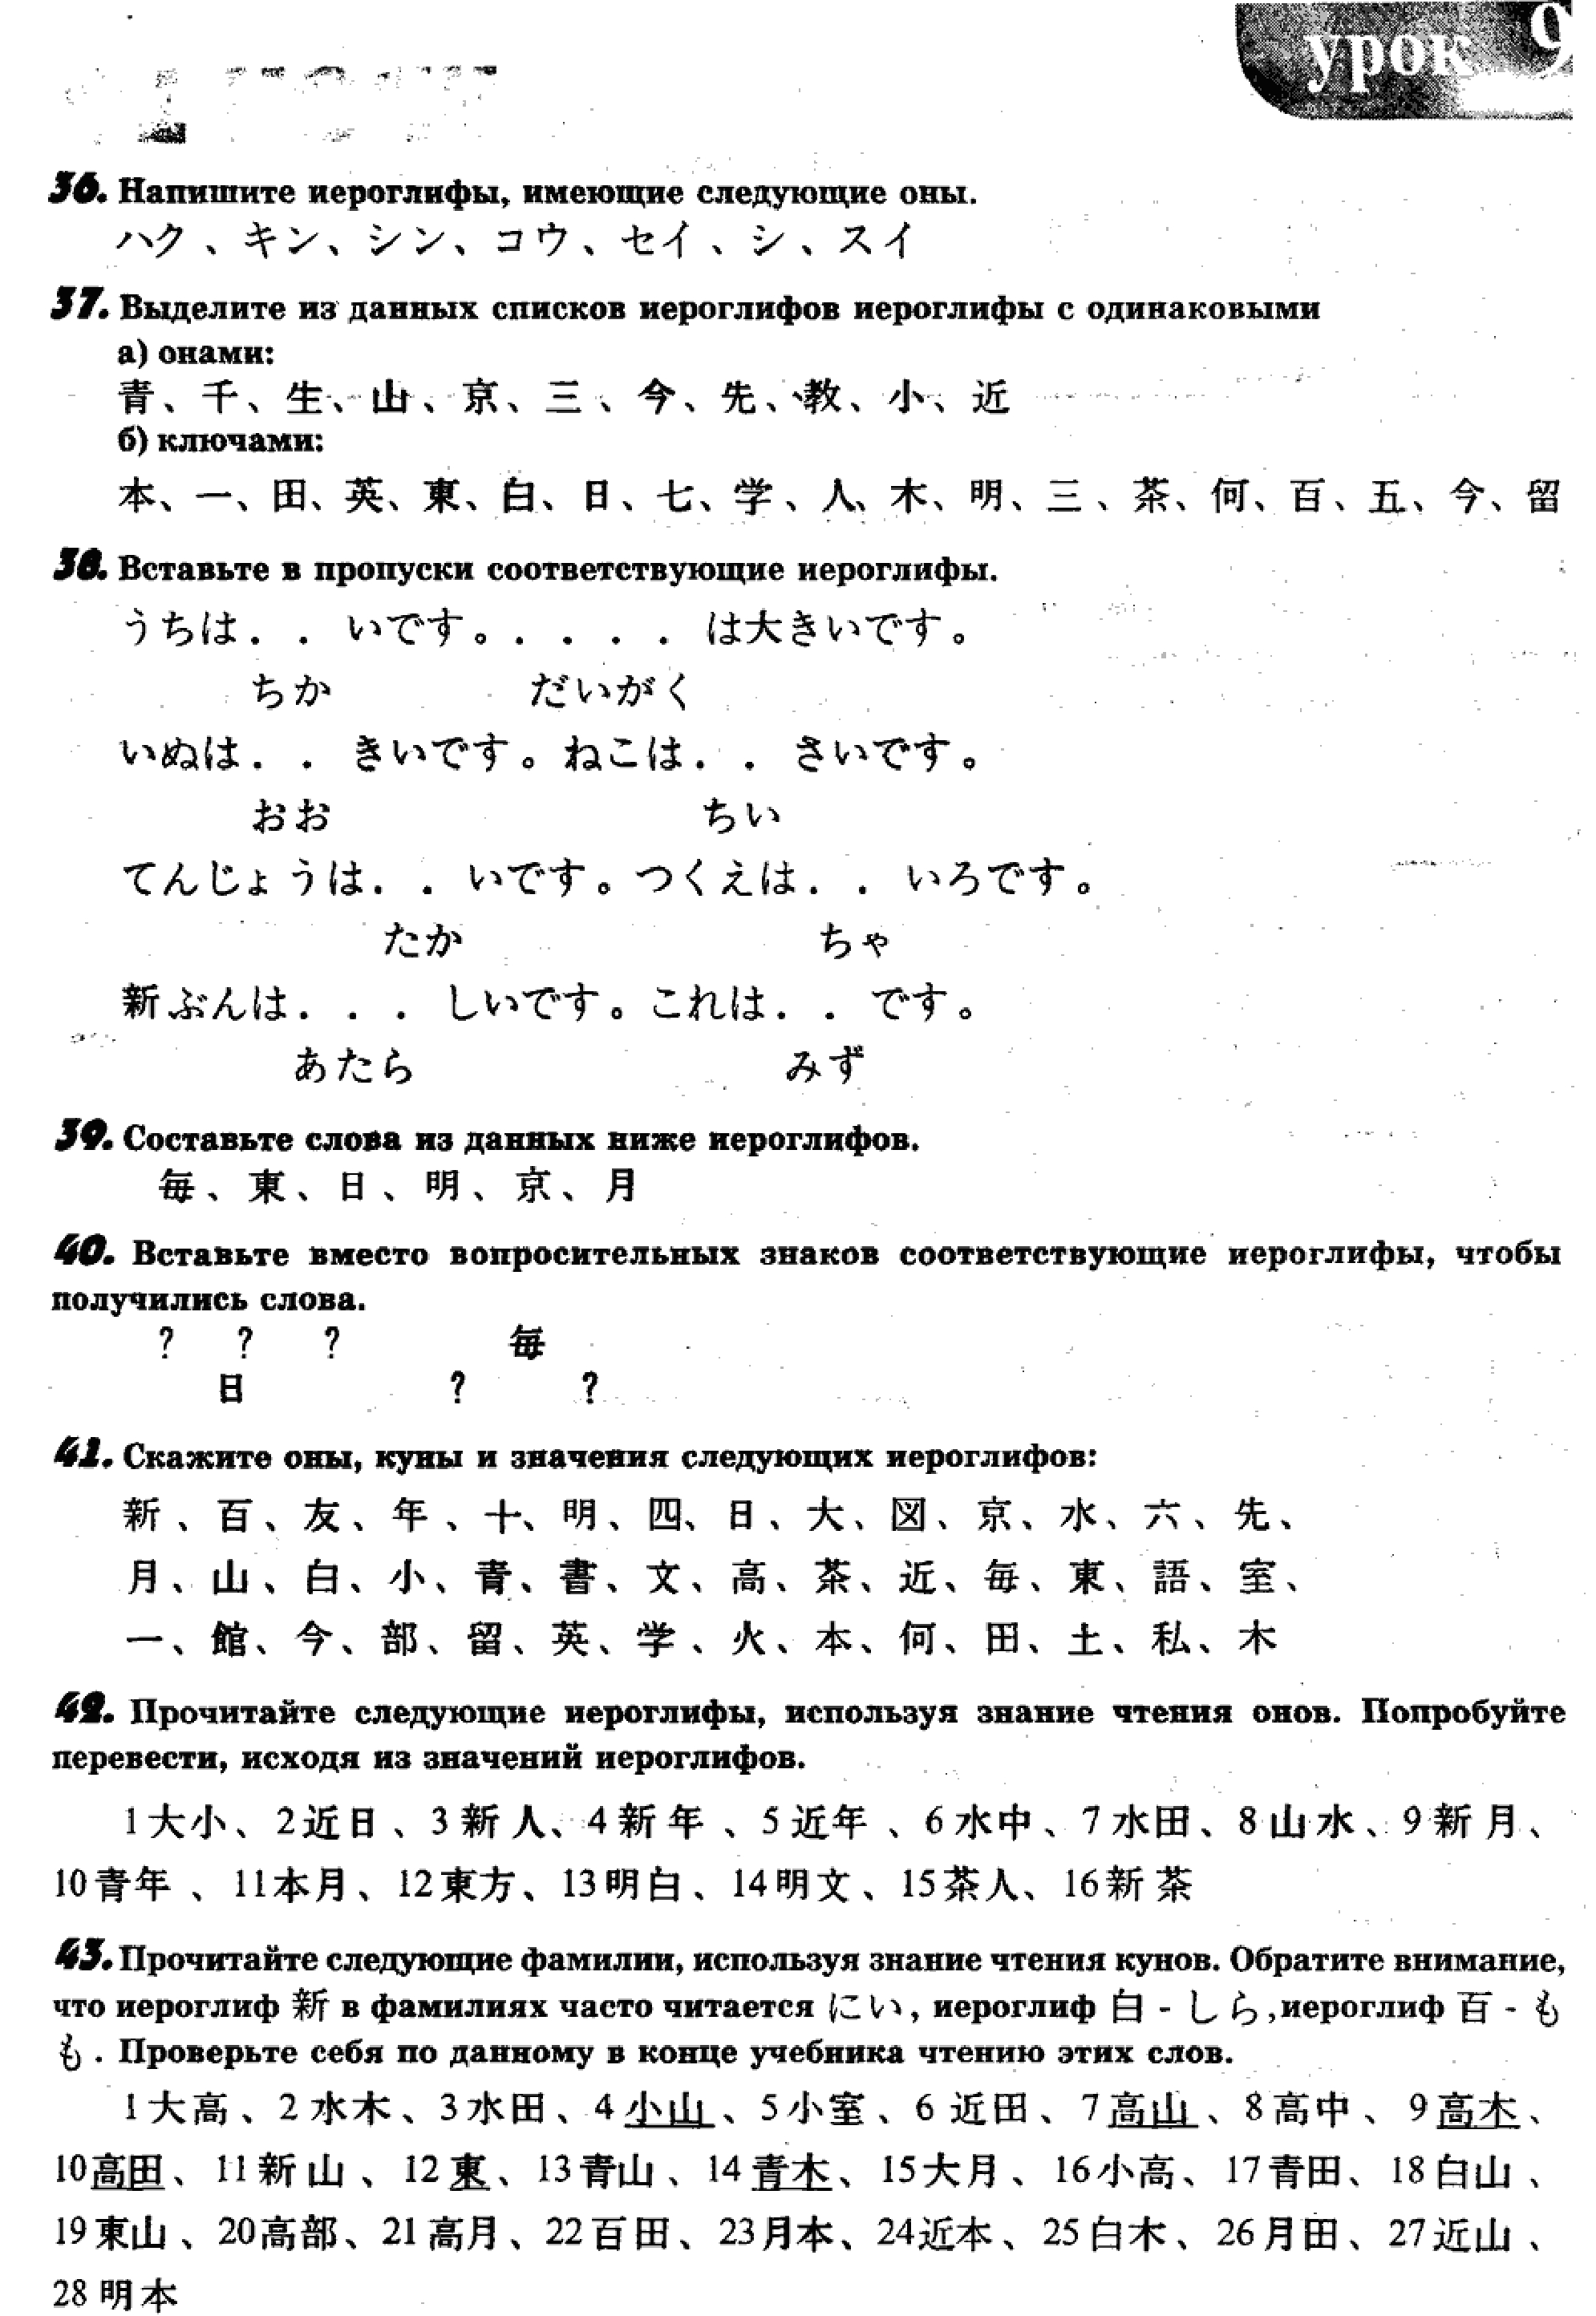 урок 9
36. Напишите иероглифы, имеющие следующие оны.
ハク、キン、シン、コウ、セイ、シ、スイ
37. Выделите из данных списков иероглифов иероглифы с одинаковыми
а) онами:
青、千、生、山、京、三、今、先、教、小、近
б) ключами:
本、一、田、英、東、白、日、七、学、人、木、明、三、茶、何、百、五、今、留
38. Вставьте в пропуски соответствующие иероглифы.
うちは．．いです。．．．．は大きいです。
ちか だいがく
いぬは．．きいです。ねこは．．さいです。
おお ちい
てんじょうは．．いです。つくえは．．いろです。
たか ちゃ
新ぶんは．．．しいです。これは．．です。
あたら みず
39. Составьте слова из данных ниже иероглифов.
毎、東、日、明、京、月
40. Вставьте вместо вопросительных знаков соответствующие иероглифы, чтобы
получились слова.
? ? ? 毎
日 ? ?
41. Скажите оны, куны и значения следующих иероглифов:
新、百、友、年、十、明、四、日、大、図、京、水、六、先、
月、山、白、小、青、書、文、高、茶、近、毎、東、語、室、
一、館、今、部、留、英、学、火、本、何、田、土、私、木
42. Прочитайте следующие иероглифы, используя знание чтения онов. Попробуйте
перевести, исходя из значений иероглифов.
1大小、2近日、3新人、4新年、5近年、6水中、7水田、8山水、9新月、
10青年、11本月、12東方、13明白、14明文、15茶人、16新茶
43. Прочитайте следующие фамилии, используя знание чтения кунов. Обратите внимание,
что иероглиф 新 в фамилиях часто читается にい, иероглиф 白 - しら,иероглиф 百 - も
も. Проверьте себя по данному в конце учебника чтению этих слов.
1大高、2水木、3水田、4小山、5小室、6近田、7高山、8高中、9高木、
10高田、11新山、12東、13青山、14青木、15大月、16小高、17青田、18白山、
19東山、20高部、21高月、22百田、23月本、24近本、25白木、26月田、27近山、
28明本